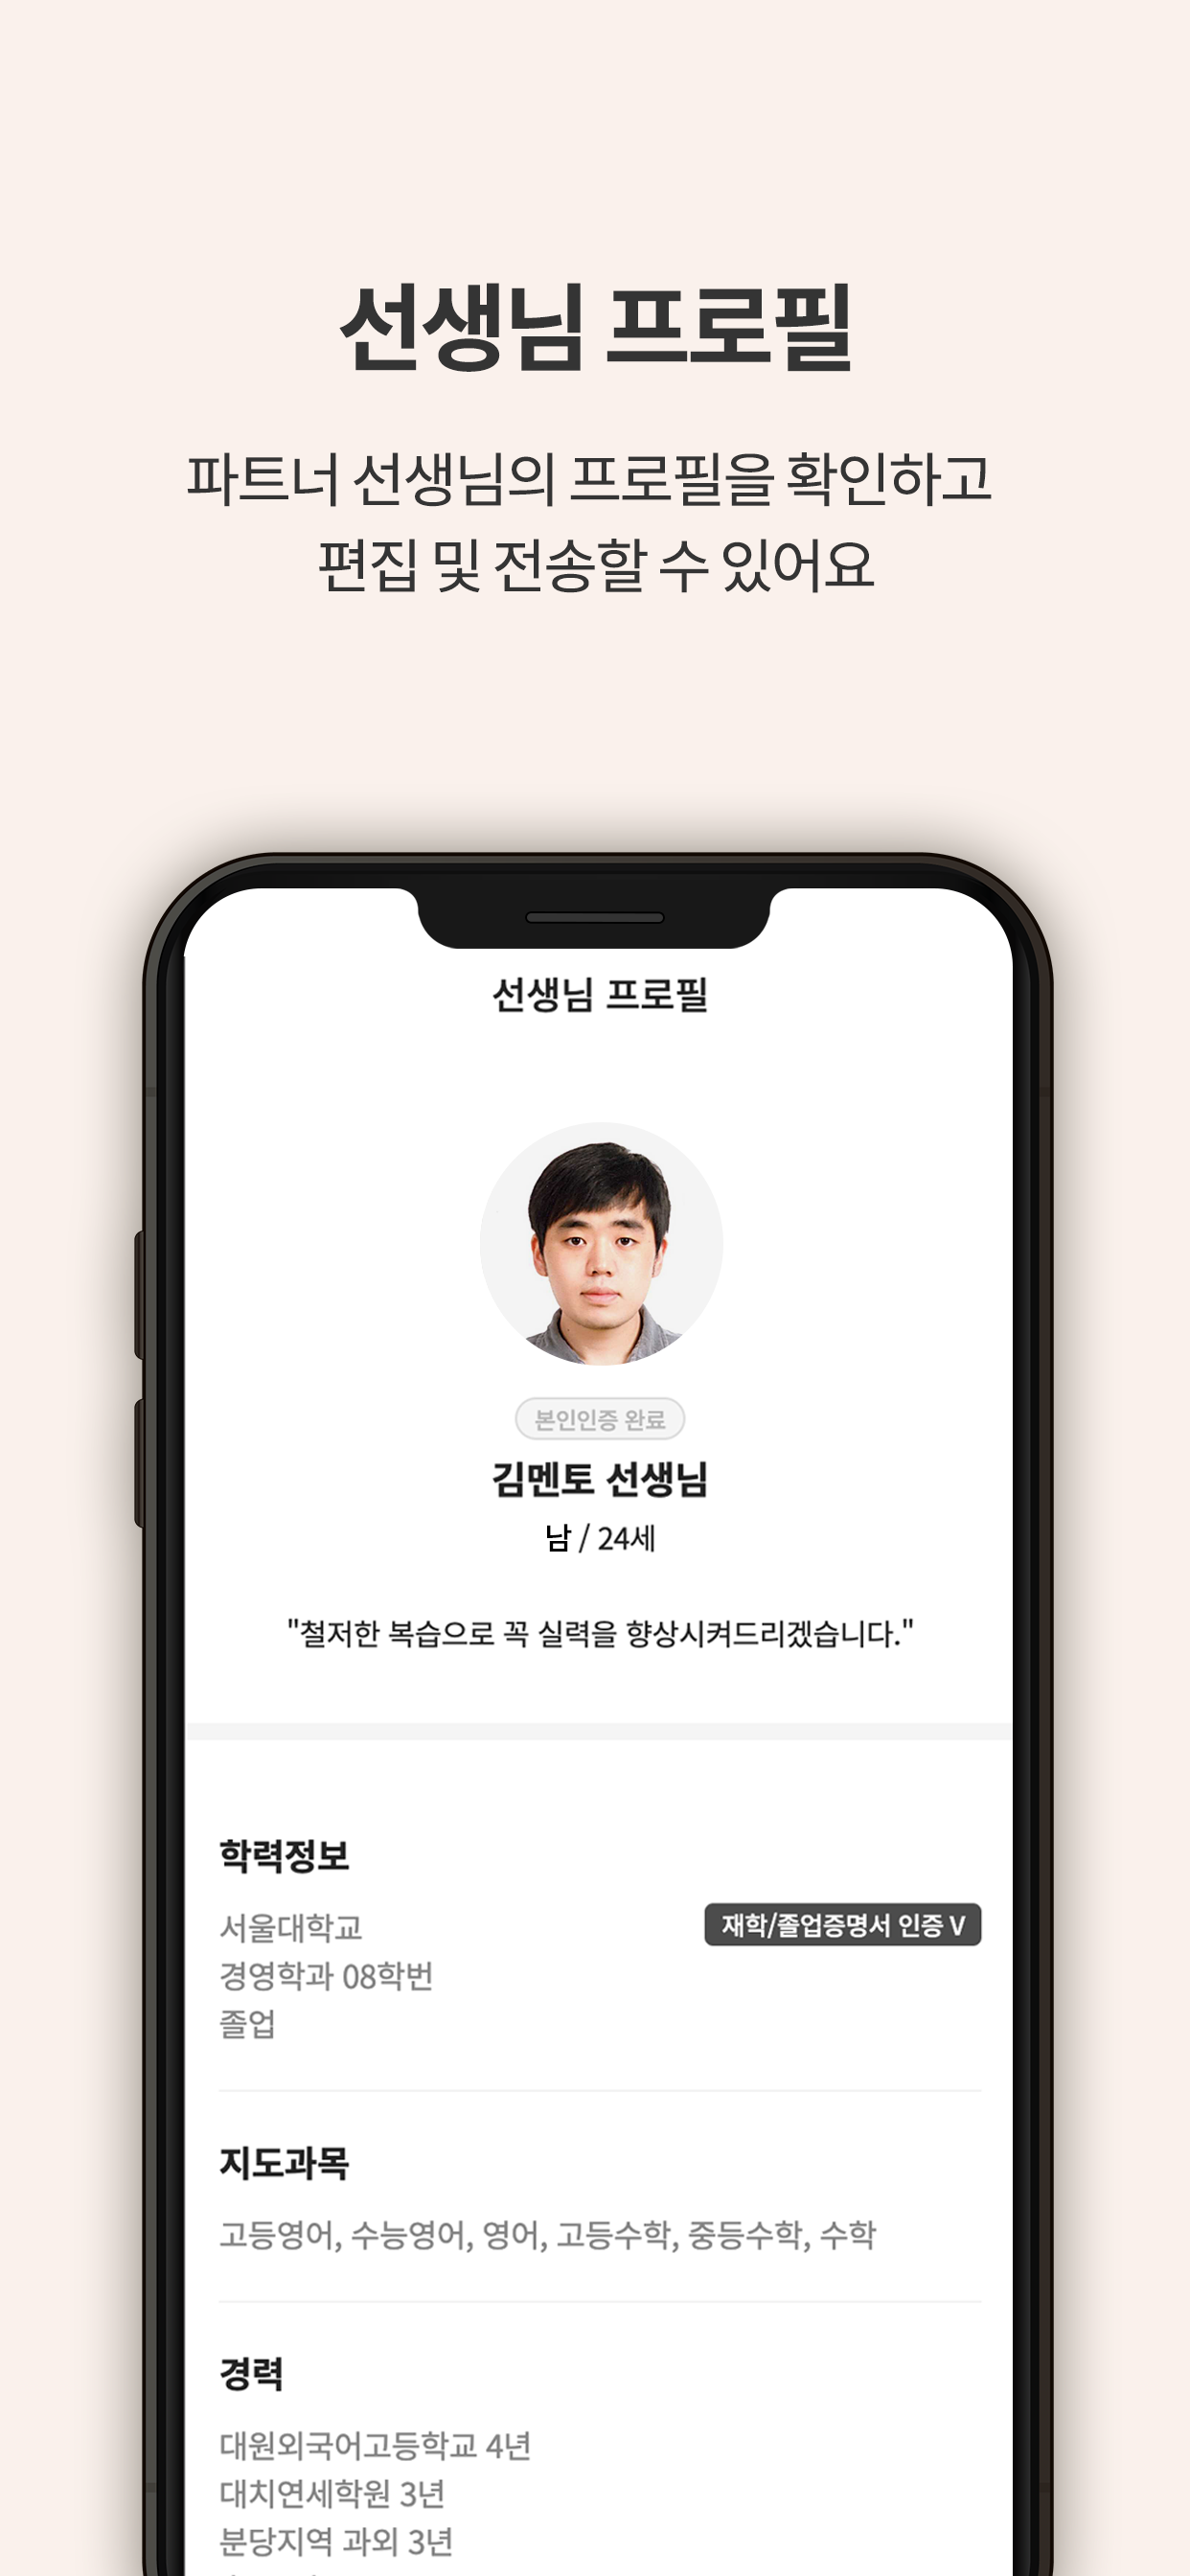 선생님 프로필
파트너 선생님의 프로필을 확인하고
편집 및 전송할 수 있어요
선생님 프로필
본인인증 완료
김멘토 선생님
남 / 24세
"철저한 복습으로 꼭 실력을 향상시켜드리겠습니다."
학력정보
서울대학교
재학/졸업증명서 인증 V
경영학과 08학번
졸업
지도과목
고등영어, 수능영어, 영어, 고등수학, 중등수학, 수학
경력
대원외국어고등학교 4년
대치연세학원 3년
분당지역 과외 3년